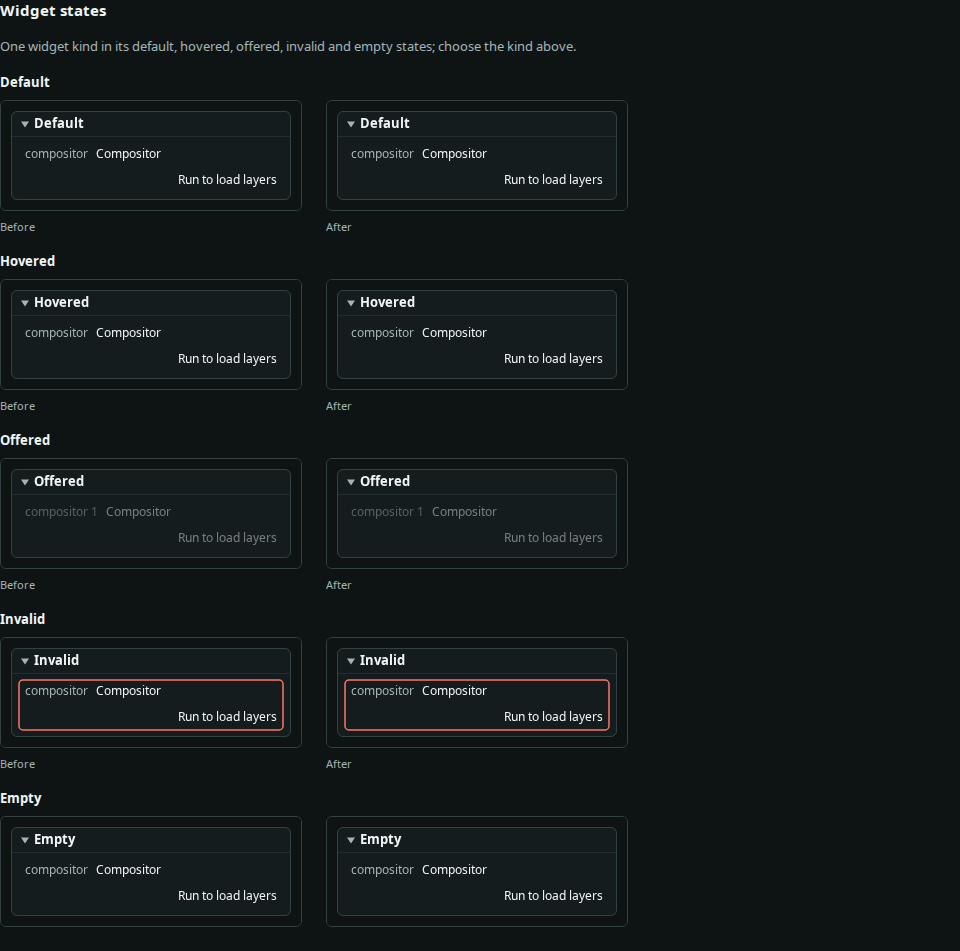 Widget states
One widget kind in its default, hovered, offered, invalid and empty states; choose the kind above.
Default
Default
compositor Compositor
Run to load layers
Before
Default
compositor Compositor
Run to load layers
After
Hovered
Hovered
compositor Compositor
Run to load layers
Before
Hovered
compositor Compositor
Run to load layers
After
Offered
Offered
compositor 1 Compositor
Run to load layers
Before
Offered
compositor 1 Compositor
Run to load layers
After
Invalid
Invalid
compositor Compositor
Run to load layers
Before
Invalid
compositor Compositor
Run to load layers
After
Empty
Empty
compositor Compositor
Run to load layers
Empty
compositor Compositor
Run to load layers